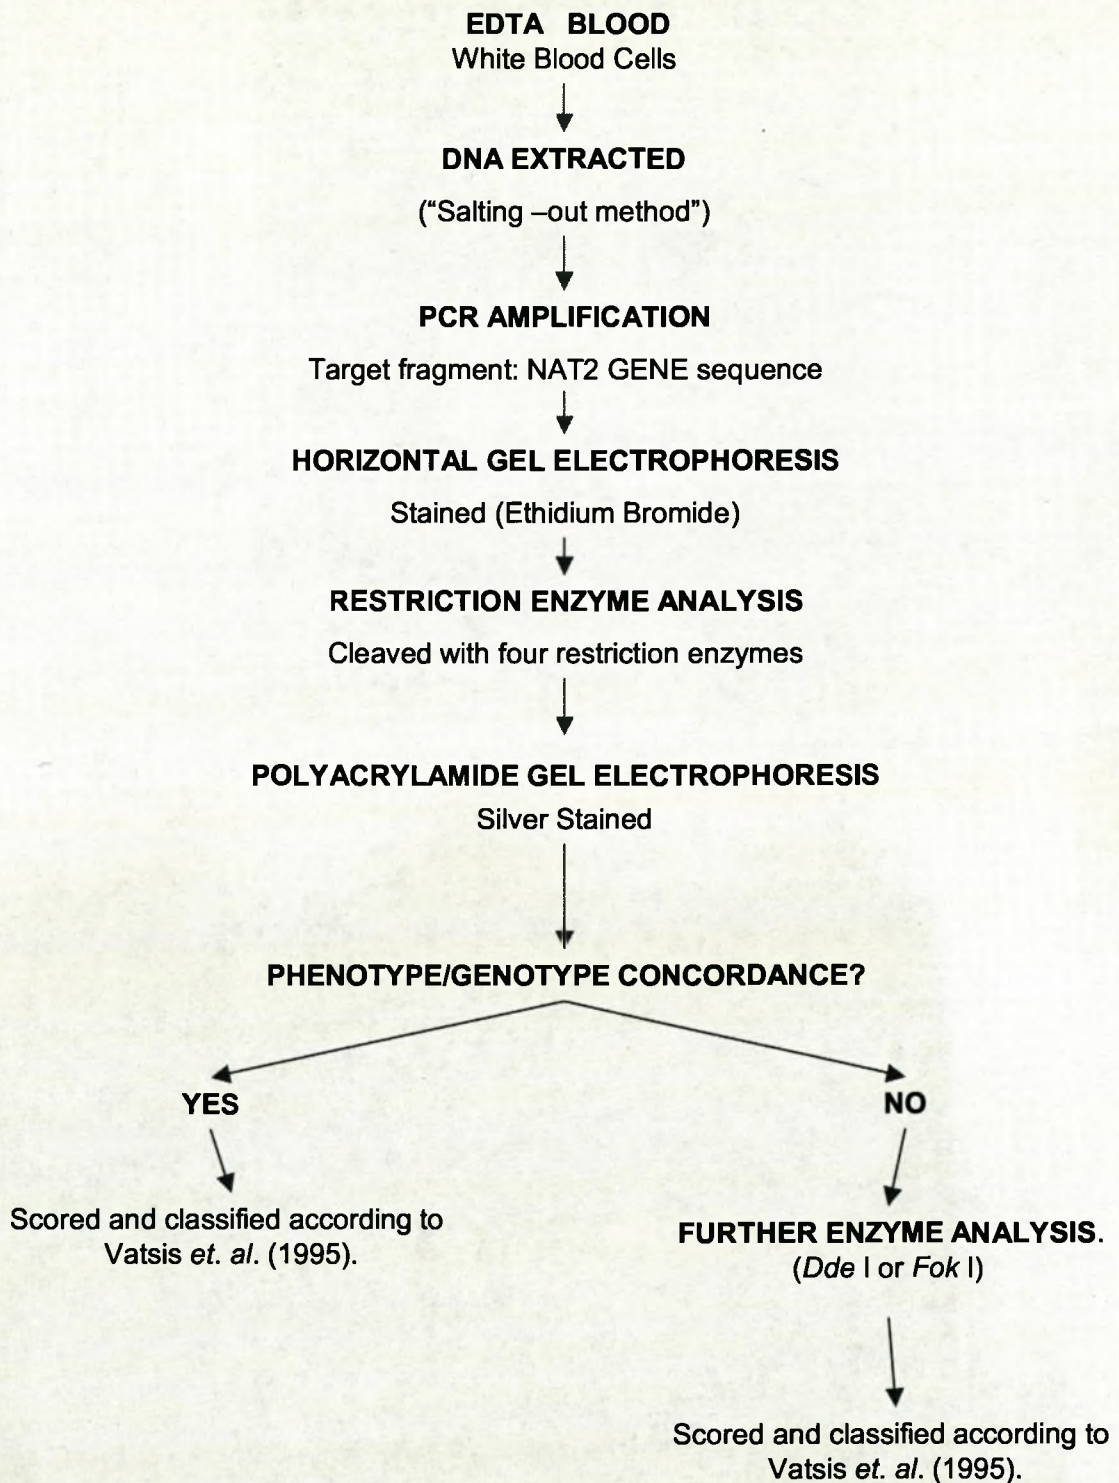 EDTA BLOOD
White Blood Cells
DNA EXTRACTED
(“Salting –out method”)
PCR AMPLIFICATION
Target fragment: NAT2 GENE sequence
HORIZONTAL GEL ELECTROPHORESIS
Stained (Ethidium Bromide)
RESTRICTION ENZYME ANALYSIS
Cleaved with four restriction enzymes
POLYACRYLAMIDE GEL ELECTROPHORESIS
Silver Stained
PHENOTYPE/GENOTYPE CONCORDANCE?
YES
NO
Scored and classified according to
Vatsis et. al. (1995).
FURTHER ENZYME ANALYSIS.
(Dde I or Fok I)
Scored and classified according to
Vatsis et. al. (1995).